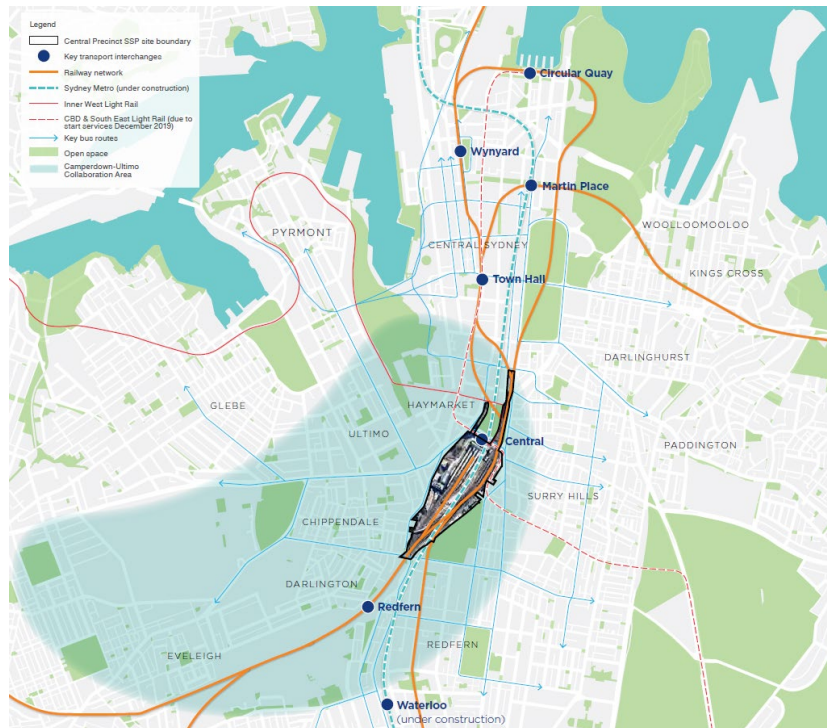 Legend
Central Precinct SSP site boundary
Key transport interchanges
Railway network
Sydney Metro (under construction)
Inner West Light Rail
CBD & South East Light Rail (due to
start services December 2019)
Key bus routes
Open space
Camperdown-Ultimo
Collaboration Area
Circular Quay
Wynyard
Martin Place
WOOLLOOMOOLOO
PYRMONT
CENTRAL SYDNEY
KINGS CROSS
Town Hall
DARLINGHURST
GLEBE
HAYMARKET
ULTIMO
Central
PADDINGTON
SURRY HILLS
CHIPPENDALE
DARLINGTON
Redfern
REDFERN
EVELEIGH
Waterloo
(under construction)